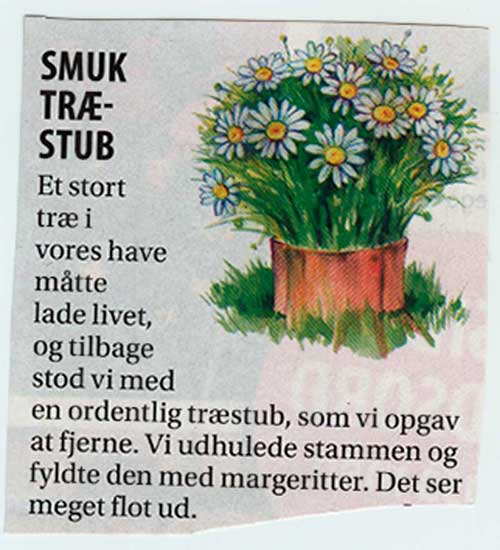 SMUK
TRÆ-
STUB
Et stort
træ i
vores have
måtte
lade livet,
og tilbage
stod vi med
en ordentlig træstub, som vi opgav
at fjerne. Vi udhulede stammen og
fyldte den med margeritter. Det ser
meget flot ud.